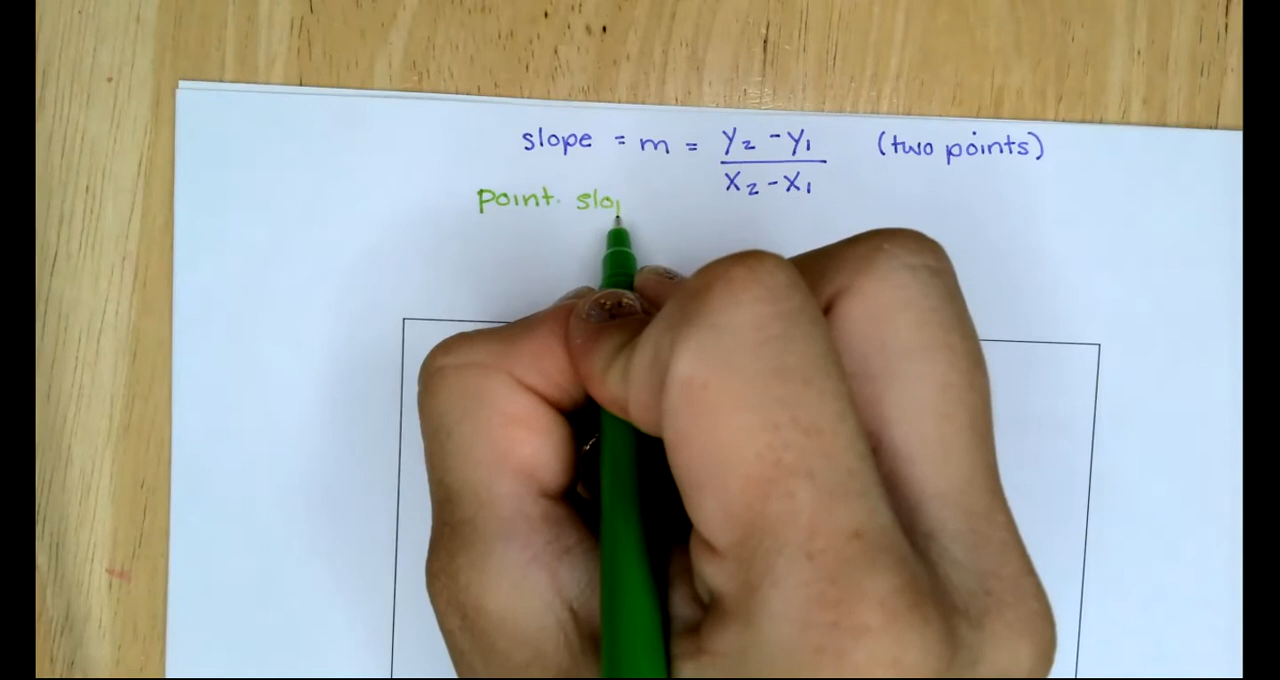 slope = m = y₂ - y₁ / x₂ - x₁ (two points)
point slo